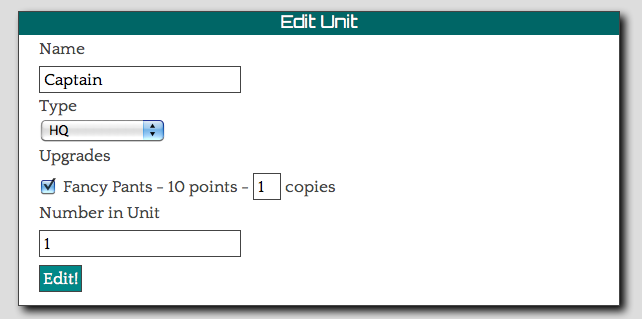 Edit Unit
Name
Captain
Type
HQ
Upgrades
Fancy Pants - 10 points - 1 copies
Number in Unit
1
Edit!